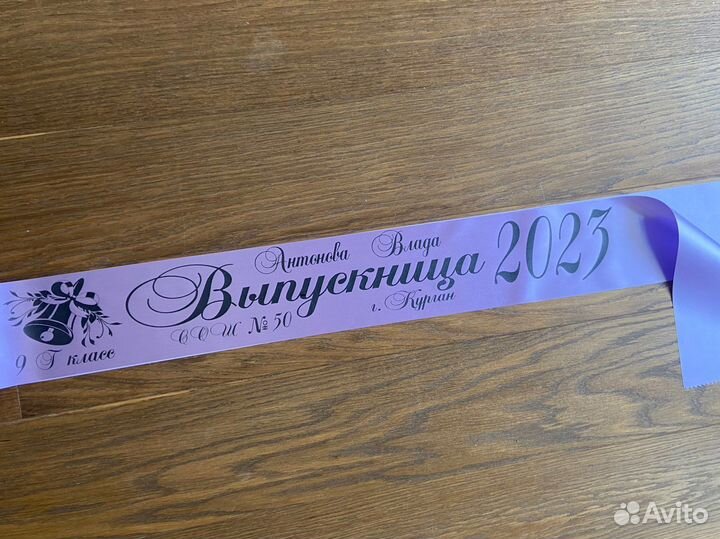 Антонова Влада
Выпускница 2023
СОШ № 50 г. Курган
9 Г класс
Avito